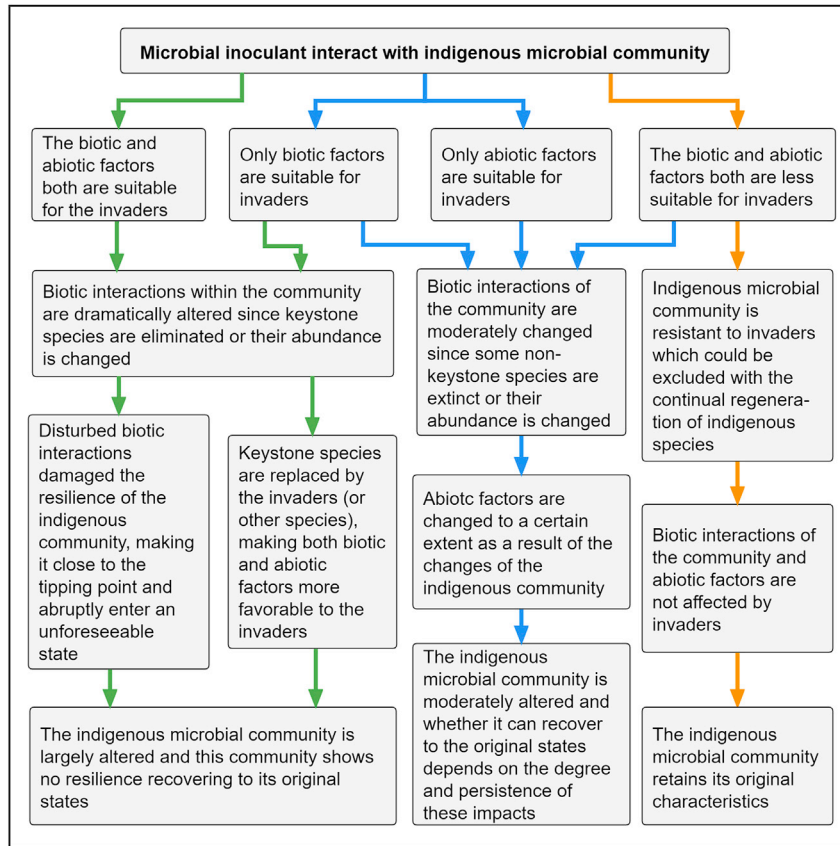 Microbial inoculant interact with indigenous microbial community
The biotic and
abiotic factors
both are suitable
for the invaders
Only biotic factors
are suitable for
invaders
Only abiotic factors
are suitable for
invaders
The biotic and abiotic
factors both are less
suitable for invaders
Biotic interactions within the community
are dramatically altered since keystone
species are eliminated or their abundance
is changed
Biotic interactions of
the community are
moderately changed
since some non-
keystone species are
extinct or their
abundance is changed
Indigenous microbial
community is
resistant to invaders
which could be
excluded with the
continual regenera-
tion of indigenous
species
Disturbed biotic
interactions
damaged the
resilience of the
indigenous
community, making
it close to the
tipping point and
abruptly enter an
unforeseeable
state
Keystone species
are replaced by
the invaders (or
other species),
making both biotic
and abiotic
factors more
favorable to the
invaders
Abiotc factors are
changed to a certain
extent as a result of the
changes of the
indigenous community
Biotic interactions of
the community and
abiotic factors are
not affected by
invaders
The indigenous microbial community is
largely altered and this community shows
no resilience recovering to its original
states
The indigenous
microbial community is
moderately altered and
whether it can recover
to the original states
depends on the degree
and persistence of
these impacts
The indigenous
microbial community
retains its original
characteristics